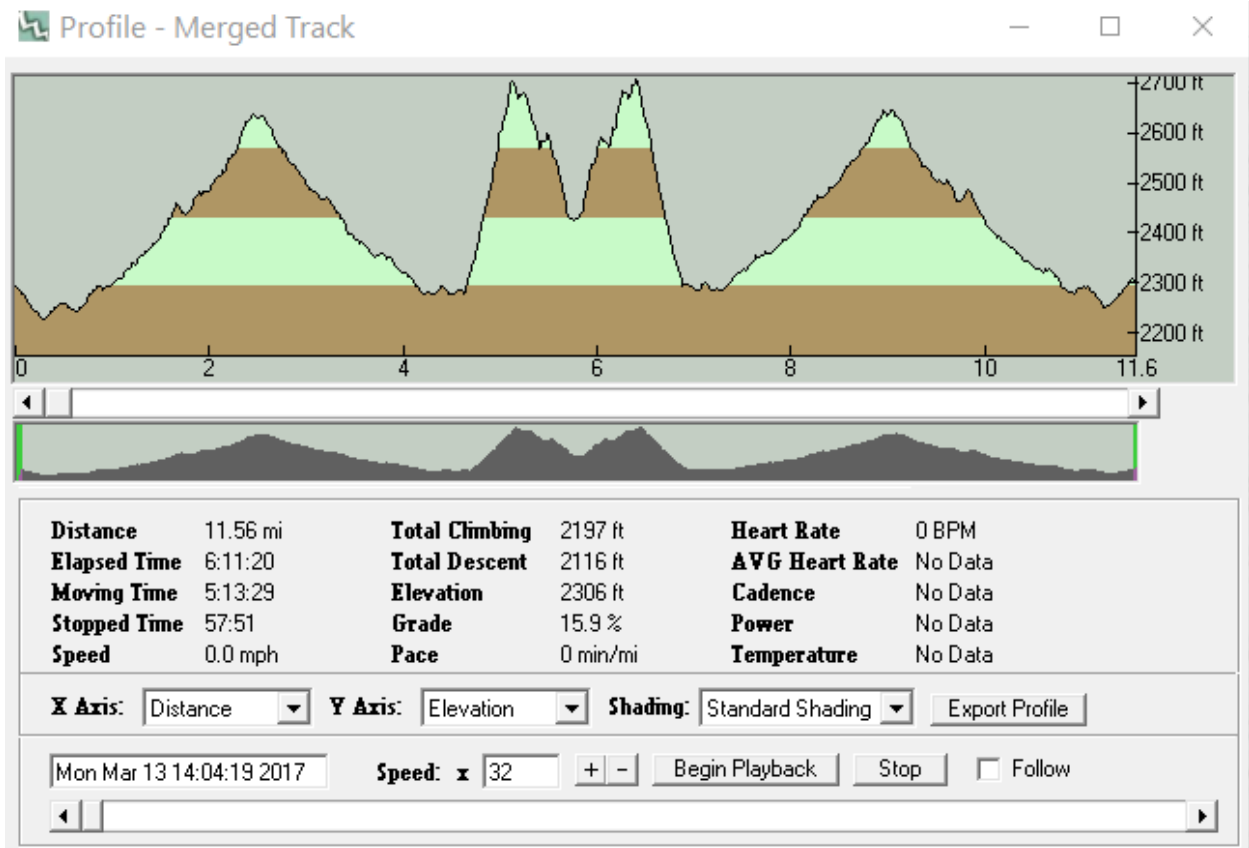 Profile - Merged Track
2700 ft
2600 ft
2500 ft
2400 ft
2300 ft
2200 ft
0 2 4 6 8 10 11.6
Distance 11.56 mi Total Climbing 2197 ft Heart Rate 0 BPM
Elapsed Time 6:11:20 Total Descent 2116 ft AVG Heart Rate No Data
Moving Time 5:13:29 Elevation 2306 ft Cadence No Data
Stopped Time 57:51 Grade 15.9 % Power No Data
Speed 0.0 mph Pace 0 min/mi Temperature No Data
X Axis: Distance Y Axis: Elevation Shading: Standard Shading Export Profile
Mon Mar 13 14:04:19 2017 Speed: x 32 + - Begin Playback Stop Follow